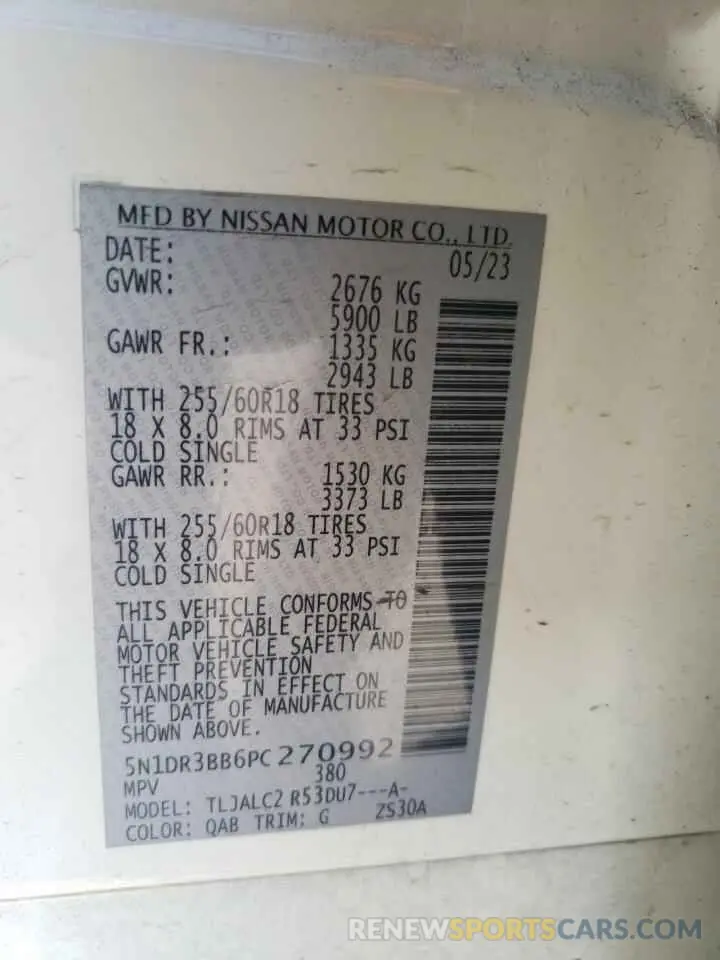 MFD BY NISSAN MOTOR CO., LTD.
DATE: 05/23
GVWR: 2676 KG
5900 LB
GAWR FR.: 1335 KG
2943 LB
WITH 255/60R18 TIRES
18 X 8.0 RIMS AT 33 PSI
COLD SINGLE
GAWR RR.: 1530 KG
3373 LB
WITH 255/60R18 TIRES
18 X 8.0 RIMS AT 33 PSI
COLD SINGLE
THIS VEHICLE CONFORMS TO
ALL APPLICABLE FEDERAL
MOTOR VEHICLE SAFETY AND
THEFT PREVENTION
STANDARDS IN EFFECT ON
THE DATE OF MANUFACTURE
SHOWN ABOVE.
5N1DR3BB6PC270992
MPV 380
MODEL: TLJALC2 R53DU7---A-
COLOR: QAB TRIM: G ZS30A
RENEWSPORTSCARS.COM